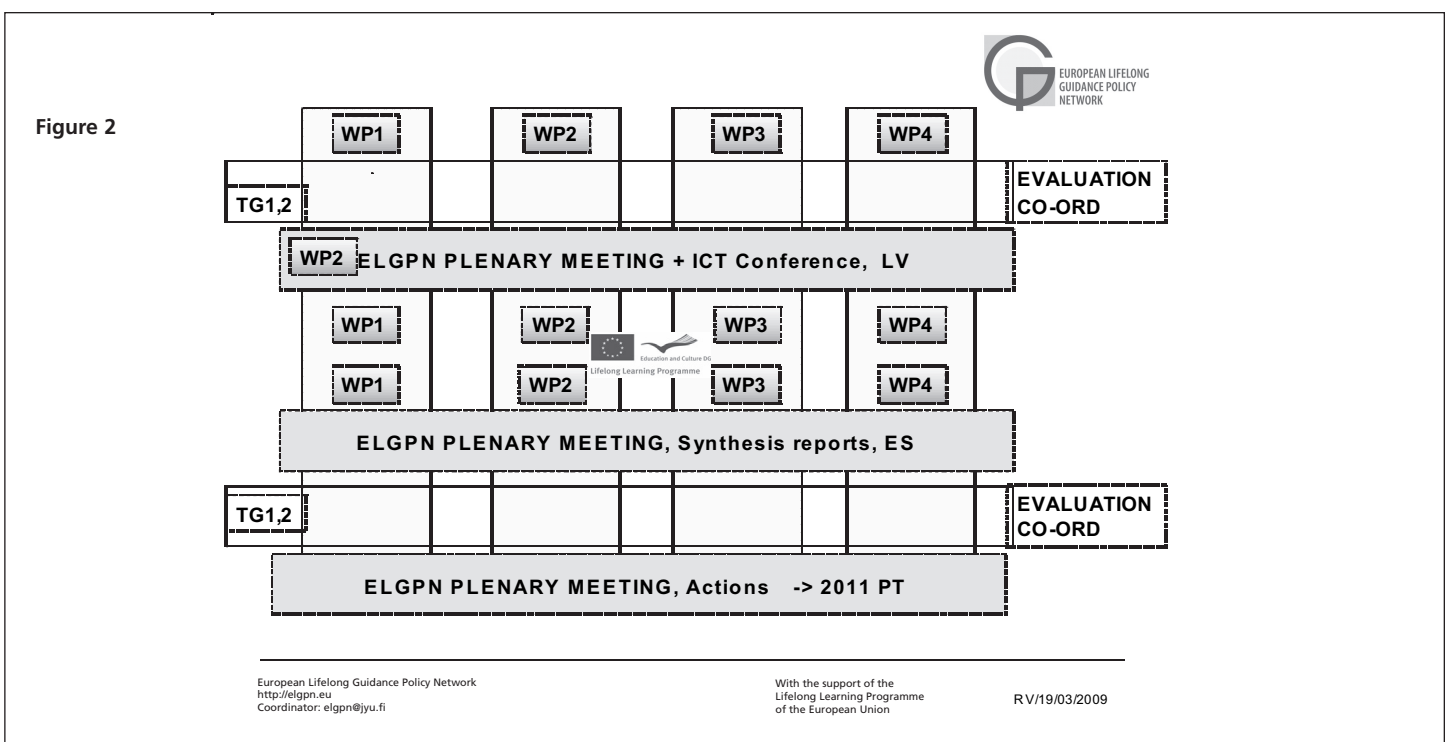 EUROPEAN LIFELONG
GUIDANCE POLICY
NETWORK
Figure 2
WP1 WP2 WP3 WP4
TG1,2
EVALUATION
CO-ORD
WP2 ELGPN PLENARY MEETING + ICT Conference, LV
WP1 WP2 WP3 WP4
Education and Culture DG
Lifelong Learning Programme
WP1 WP2 WP3 WP4
ELGPN PLENARY MEETING, Synthesis reports, ES
TG1,2
EVALUATION
CO-ORD
ELGPN PLENARY MEETING, Actions -> 2011 PT
European Lifelong Guidance Policy Network
http://elgpn.eu
Coordinator: elgpn@jyu.fi
With the support of the
Lifelong Learning Programme
of the European Union
RV/19/03/2009